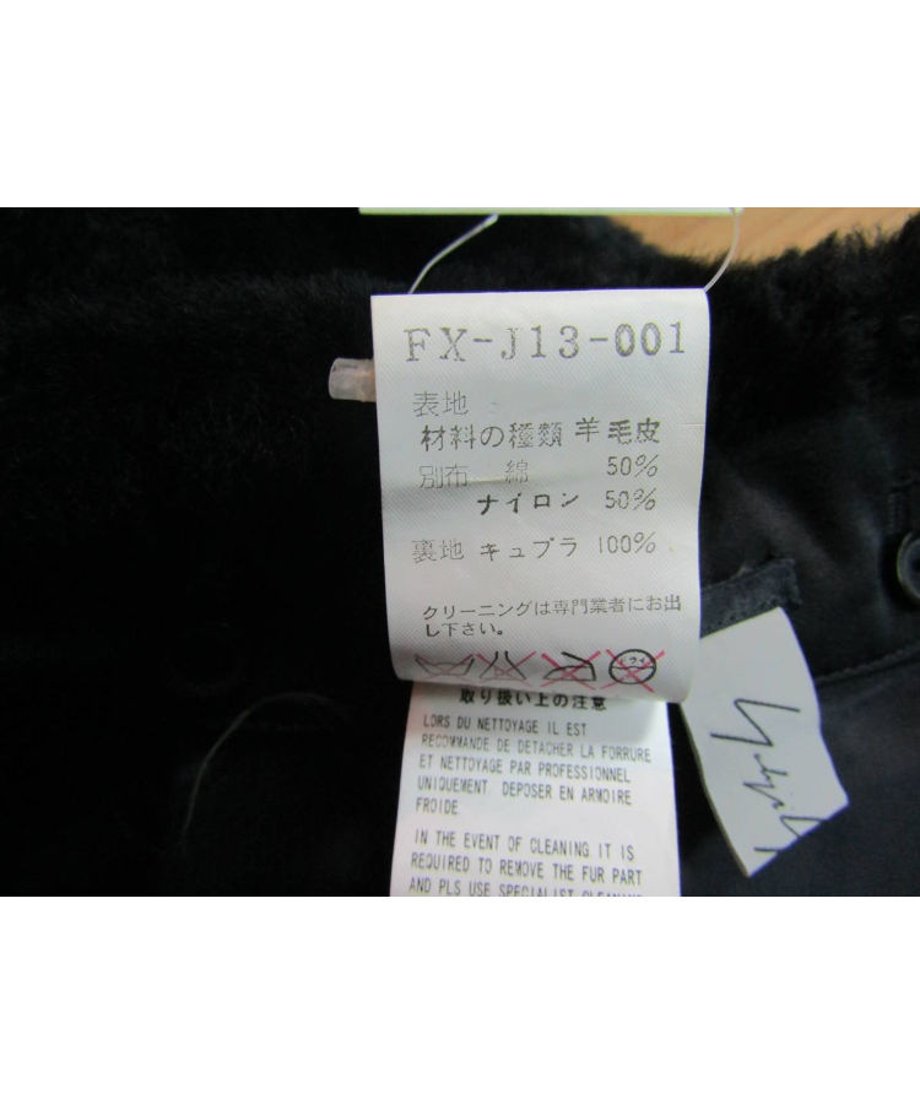 FX-J13-001
表地
材料の種類 羊毛皮
別布 綿 50%
ナイロン 50%
裏地 キュプラ 100%
クリーニングは専門業者にお出
し下さい。
取り扱い上の注意
LORS DU NETTOYAGE IL EST
RECOMMANDE DE DETACHER LA FORRURE
ET NETTOYAGE PAR PROFESSIONNEL
UNIQUEMENT DEPOSER EN ARMOIRE
FROIDE
IN THE EVENT OF CLEANING IT IS
REQUIRED TO REMOVE THE FUR PART
AND PLS USE SPECIALIST CLEANING